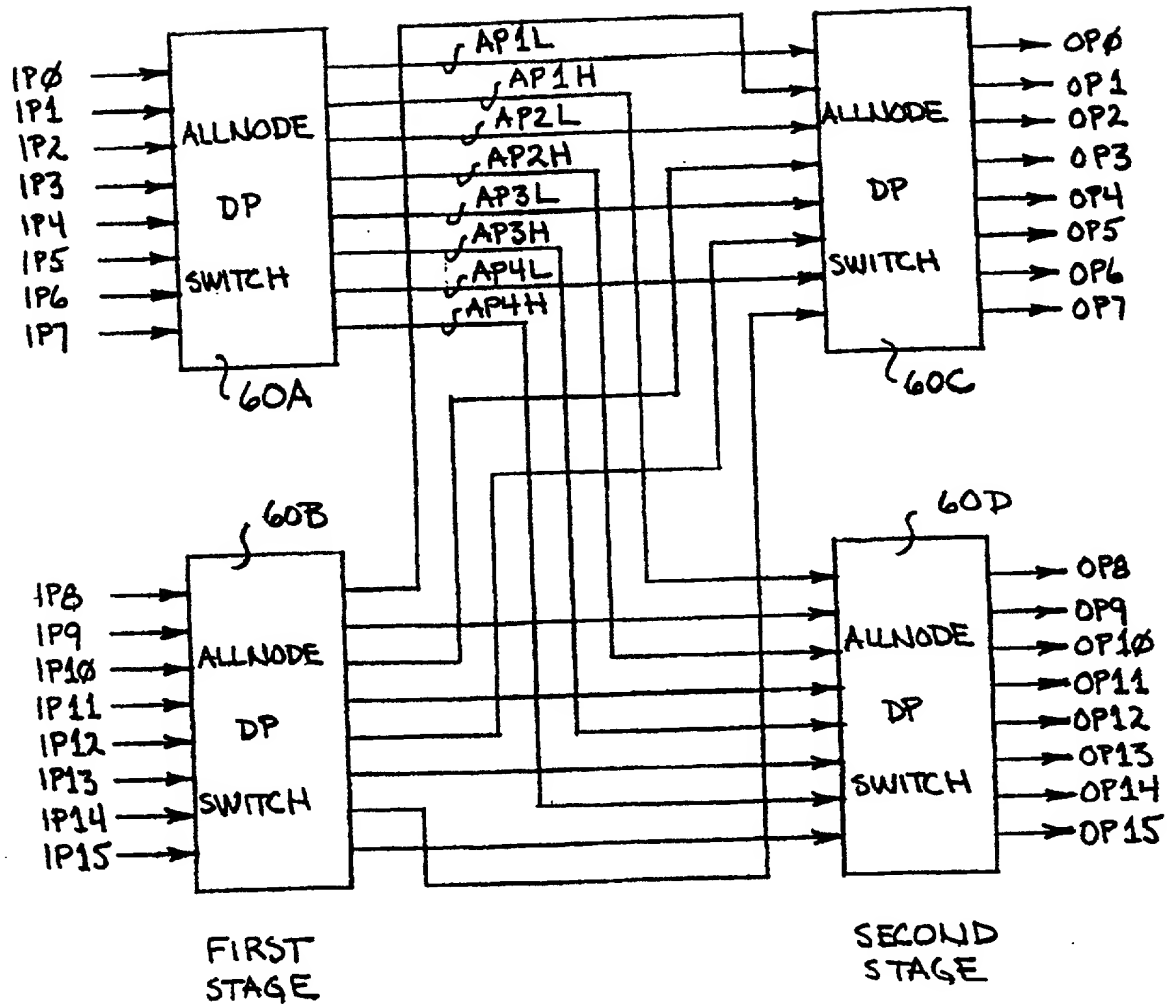 IPØ
IP1
IP2
IP3
IP4
IP5
IP6
IP7
ALLNODE
DP
SWITCH
60A
AP1L
AP1H
AP2L
AP2H
AP3L
AP3H
AP4L
AP4H
ALLNODE
DP
SWITCH
60C
OPØ
OP1
OP2
OP3
OP4
OP5
OP6
OP7
60B
IP8
IP9
IP1Ø
IP11
IP12
IP13
IP14
IP15
ALLNODE
DP
SWITCH
60D
ALLNODE
DP
SWITCH
OP8
OP9
OP1Ø
OP11
OP12
OP13
OP14
OP15
FIRST
STAGE
SECOND
STAGE